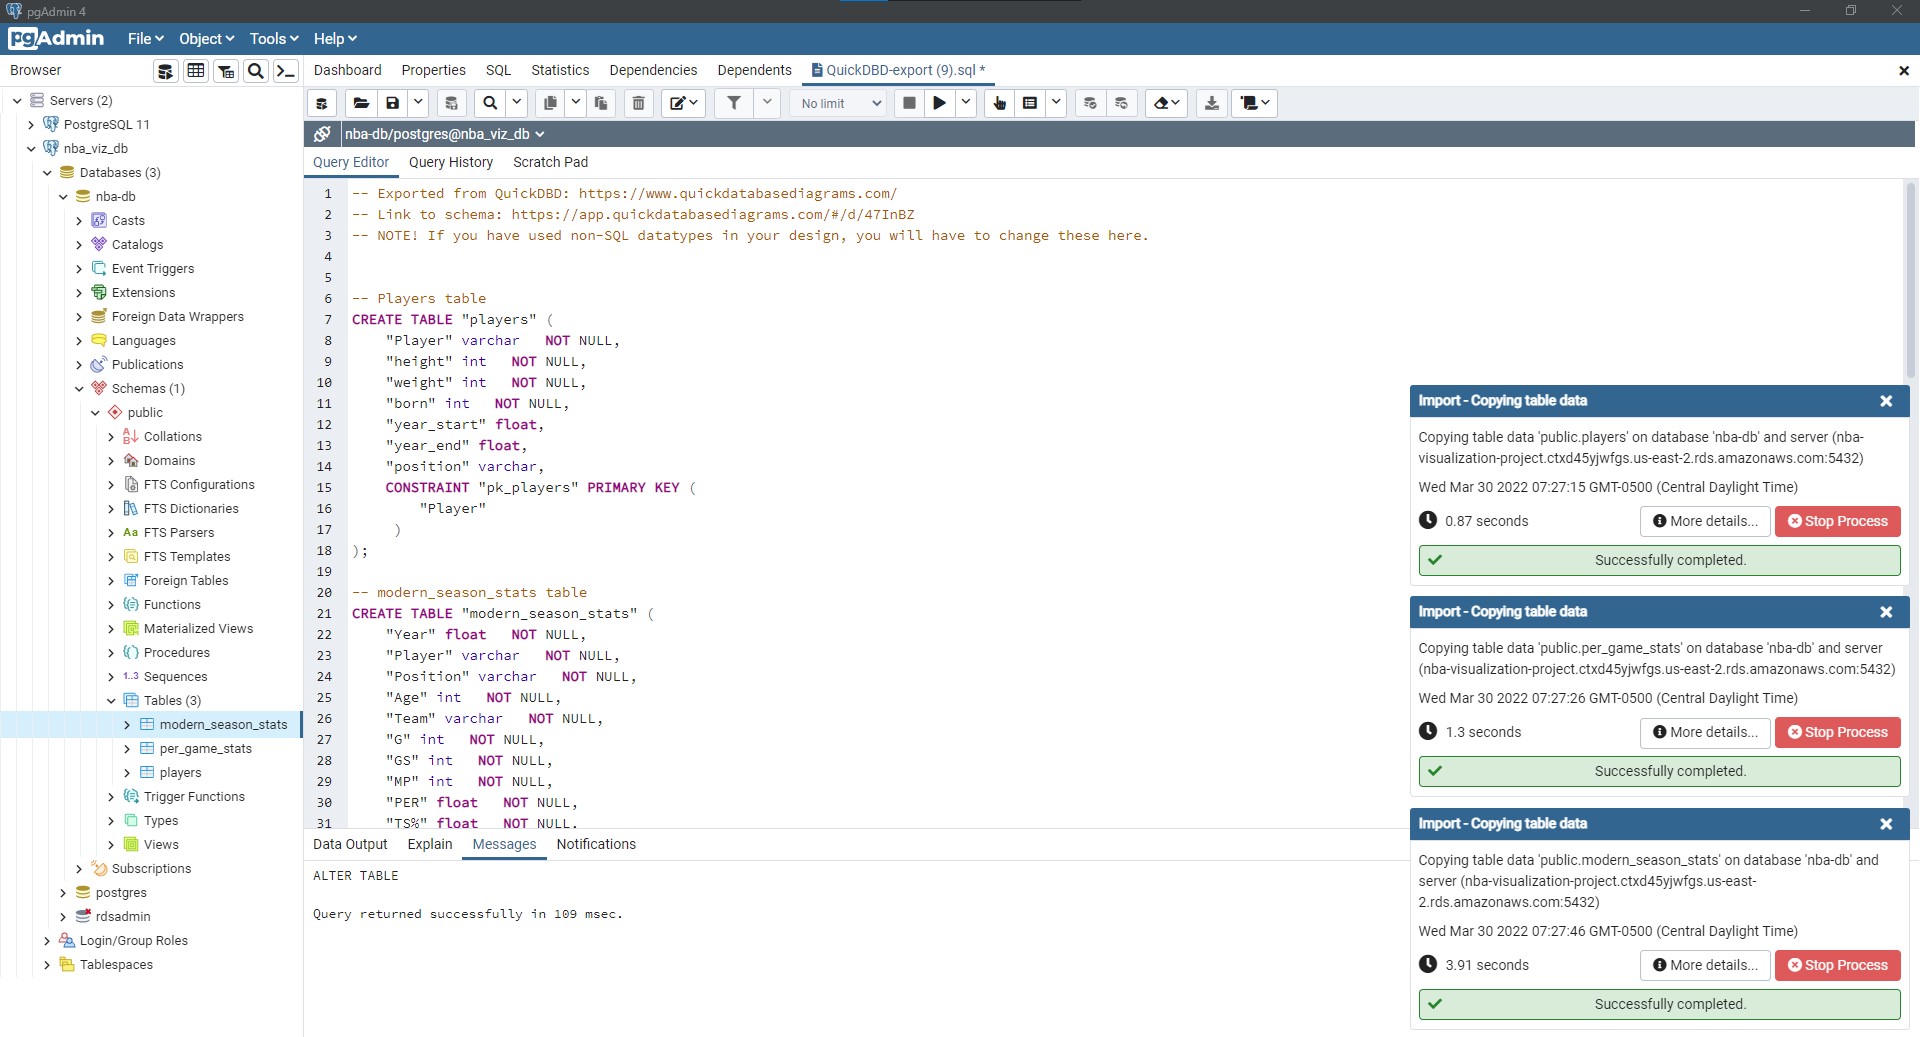 pgAdmin 4
pgAdmin File Object Tools Help
Browser
Dashboard Properties SQL Statistics Dependencies Dependents QuickDBD-export (9).sql *
No limit
nba-db/postgres@nba_viz_db
Query Editor Query History Scratch Pad
Servers (2)
PostgreSQL 11
nba_viz_db
Databases (3)
nba-db
Casts
Catalogs
Event Triggers
Extensions
Foreign Data Wrappers
Languages
Publications
Schemas (1)
public
Collations
Domains
FTS Configurations
FTS Dictionaries
Aa FTS Parsers
FTS Templates
Foreign Tables
Functions
Materialized Views
Procedures
1..3 Sequences
Tables (3)
modern_season_stats
per_game_stats
players
Trigger Functions
Types
Views
Subscriptions
postgres
rdsadmin
Login/Group Roles
Tablespaces
1 -- Exported from QuickDBD: https://www.quickdatabasediagrams.com/
2 -- Link to schema: https://app.quickdatabasediagrams.com/#/d/47InBZ
3 -- NOTE! If you have used non-SQL datatypes in your design, you will have to change these here.
4
5
6 -- Players table
7 CREATE TABLE "players" (
8 "Player" varchar NOT NULL,
9 "height" int NOT NULL,
10 "weight" int NOT NULL,
11 "born" int NOT NULL,
12 "year_start" float,
13 "year_end" float,
14 "position" varchar,
15 CONSTRAINT "pk_players" PRIMARY KEY (
16 "Player"
17 )
18 );
19
20 -- modern_season_stats table
21 CREATE TABLE "modern_season_stats" (
22 "Year" float NOT NULL,
23 "Player" varchar NOT NULL,
24 "Position" varchar NOT NULL,
25 "Age" int NOT NULL,
26 "Team" varchar NOT NULL,
27 "G" int NOT NULL,
28 "GS" int NOT NULL,
29 "MP" int NOT NULL,
30 "PER" float NOT NULL,
31 "TS%" float NOT NULL,
Data Output Explain Messages Notifications
ALTER TABLE
Query returned successfully in 109 msec.
Import - Copying table data
Copying table data 'public.players' on database 'nba-db' and server (nba-
visualization-project.ctxd45yjwfgs.us-east-2.rds.amazonaws.com:5432)
Wed Mar 30 2022 07:27:15 GMT-0500 (Central Daylight Time)
0.87 seconds More details... Stop Process
Successfully completed.
Import - Copying table data
Copying table data 'public.per_game_stats' on database 'nba-db' and server
(nba-visualization-project.ctxd45yjwfgs.us-east-2.rds.amazonaws.com:5432)
Wed Mar 30 2022 07:27:26 GMT-0500 (Central Daylight Time)
1.3 seconds More details... Stop Process
Successfully completed.
Import - Copying table data
Copying table data 'public.modern_season_stats' on database 'nba-db' and
server (nba-visualization-project.ctxd45yjwfgs.us-east-
2.rds.amazonaws.com:5432)
Wed Mar 30 2022 07:27:46 GMT-0500 (Central Daylight Time)
3.91 seconds More details... Stop Process
Successfully completed.